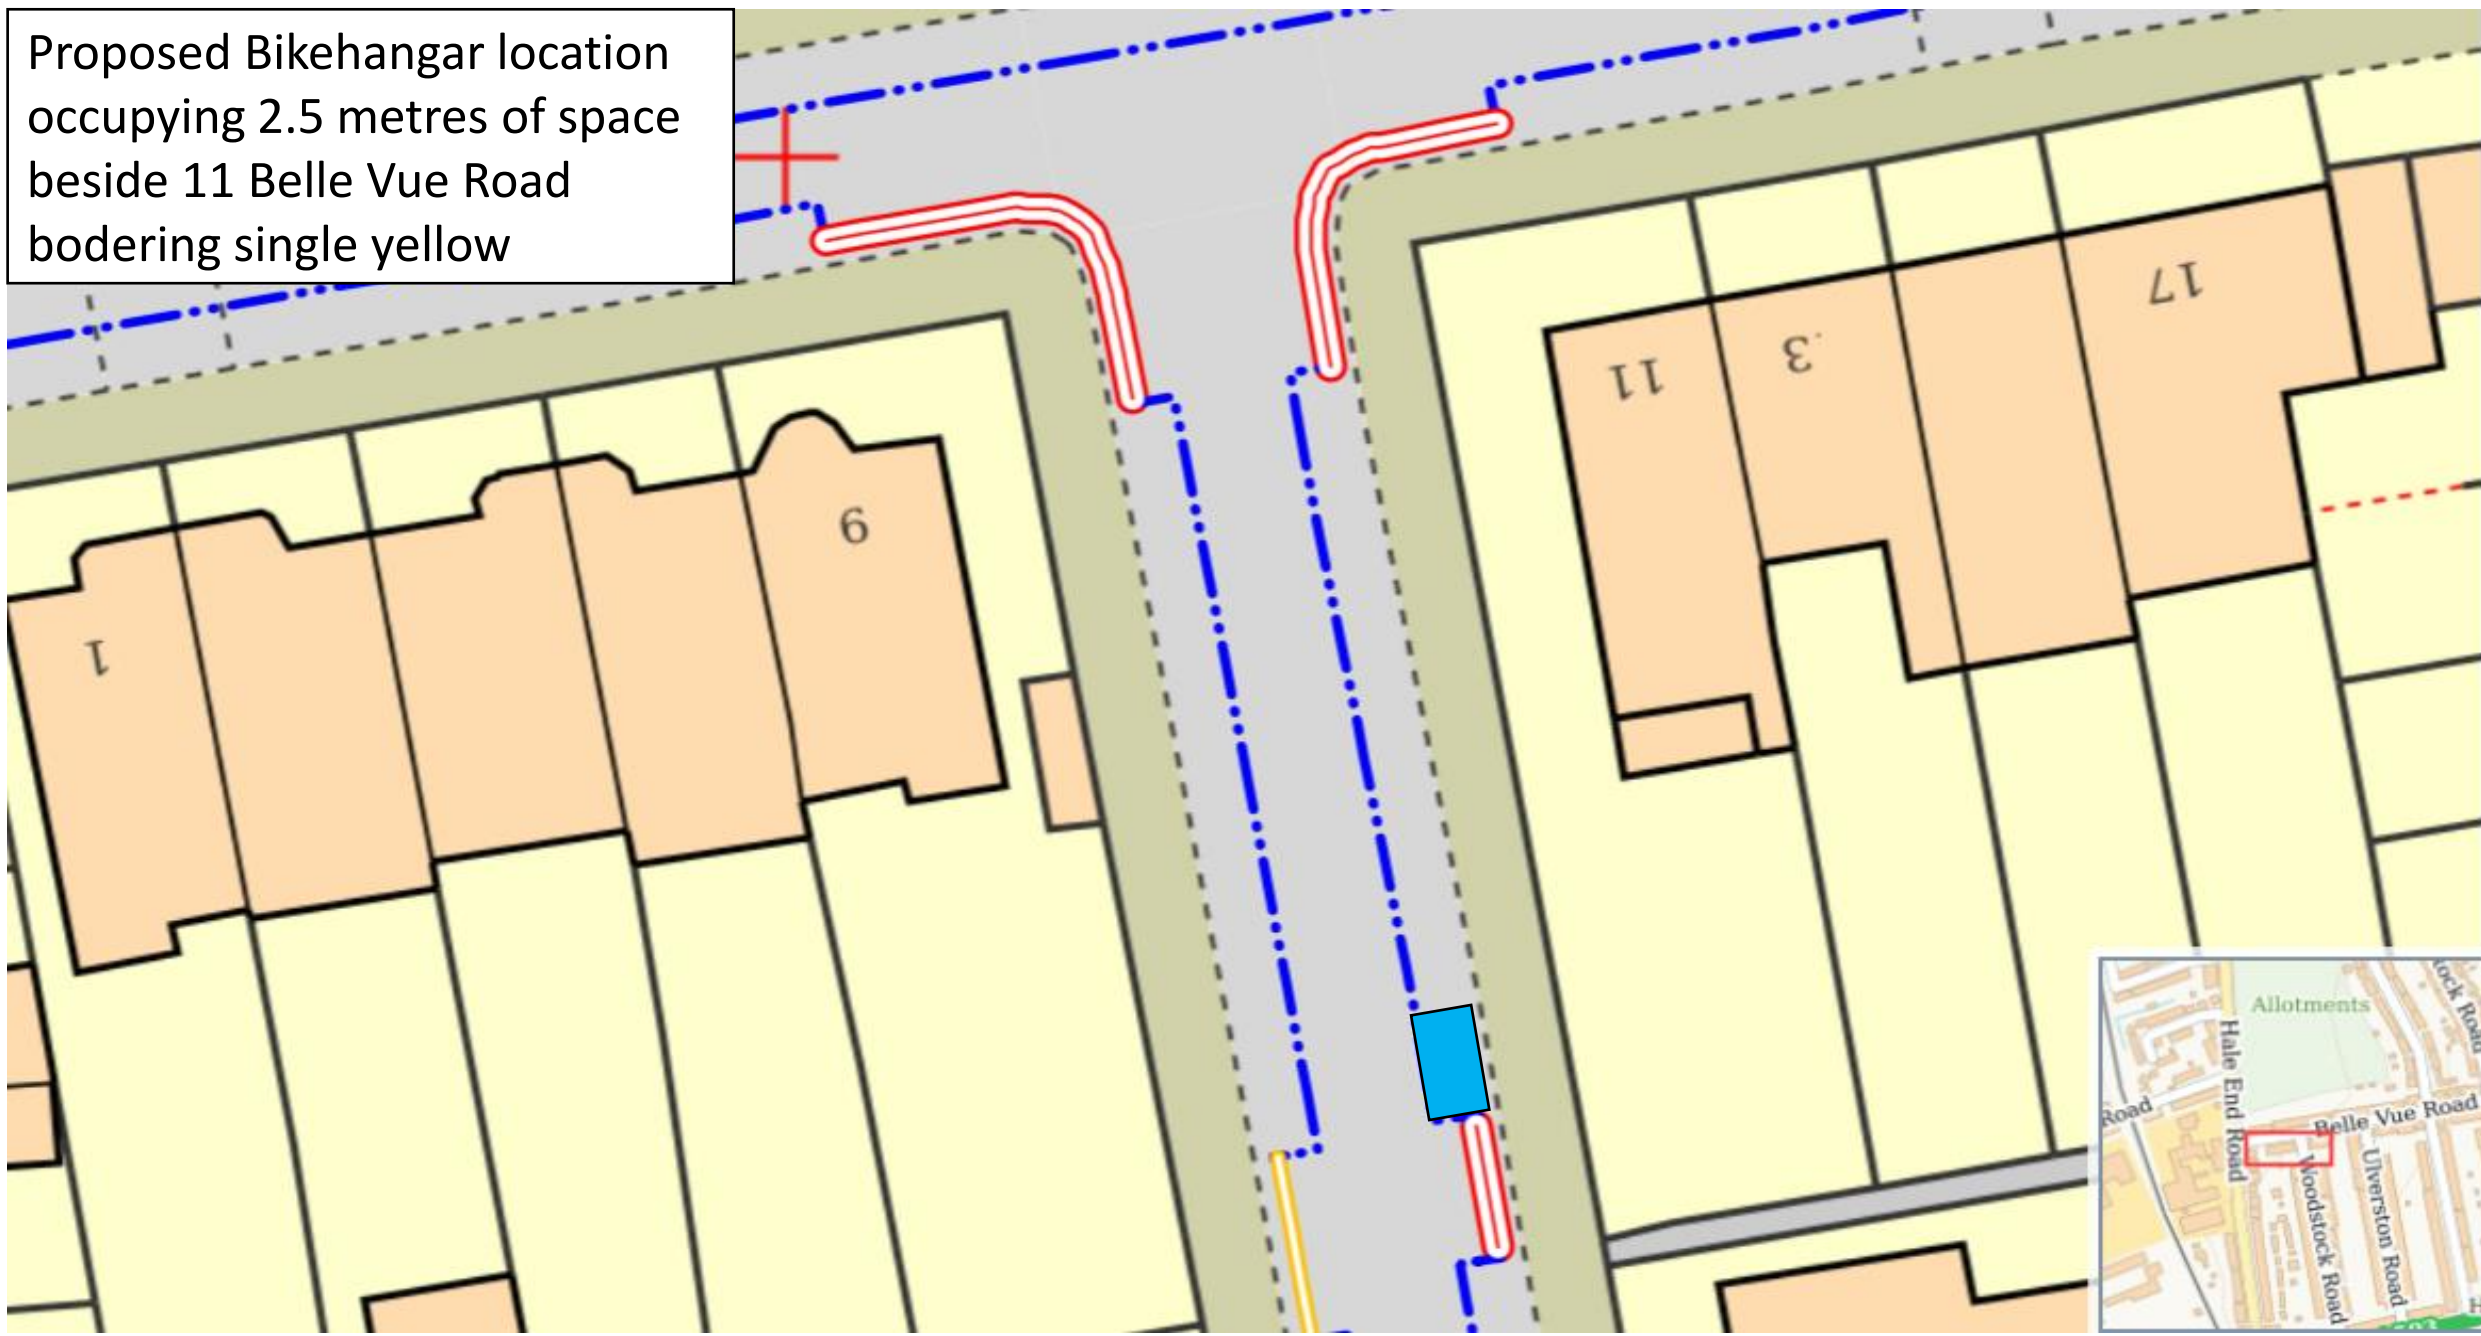 Proposed Bikehangar location
occupying 2.5 metres of space
beside 11 Belle Vue Road
bodering single yellow
11
3
17
9
1
Allotments
Hale End Road
Road
Belle Vue Road
Woodstock Road
Ulverston Road